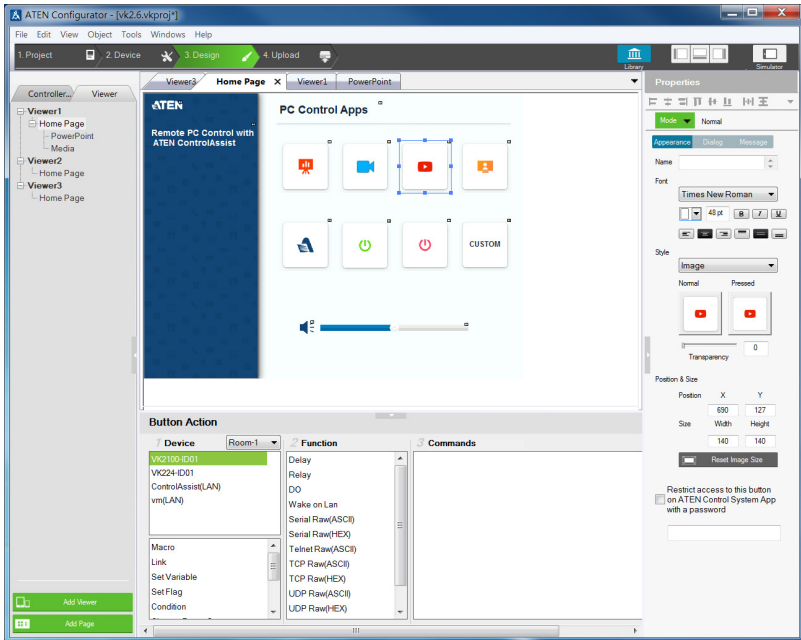 ATEN Configurator - [vk2.6.vkproj*]
File Edit View Object Tools Windows Help
1. Project 2. Device 3. Design 4. Upload
Library Simulator
Controller... Viewer
Viewer1
Home Page
PowerPoint
Media
Viewer2
Home Page
Viewer3
Home Page
Add Viewer
Add Page
Viewer3 Home Page X Viewer1 PowerPoint
ATEN
Remote PC Control with
ATEN ControlAssist
PC Control Apps
CUSTOM
Button Action
1 Device Room-1
VK2100-ID01
VK224-ID01
ControlAssist(LAN)
vm(LAN)
Macro
Link
Set Variable
Set Flag
Condition
2 Function
Delay
Relay
DO
Wake on Lan
Serial Raw(ASCII)
Serial Raw(HEX)
Telnet Raw(ASCII)
TCP Raw(ASCII)
TCP Raw(HEX)
UDP Raw(ASCII)
UDP Raw(HEX)
3 Commands
Properties
Mode Normal
Appearance Dialog Message
Name
Font
Times New Roman
48 pt B I U
Style
Image
Normal Pressed
Transparency 0
Position & Size
Position X Y
690 127
Size Width Height
140 140
Reset Image Size
Restrict access to this button
on ATEN Control System App
with a password